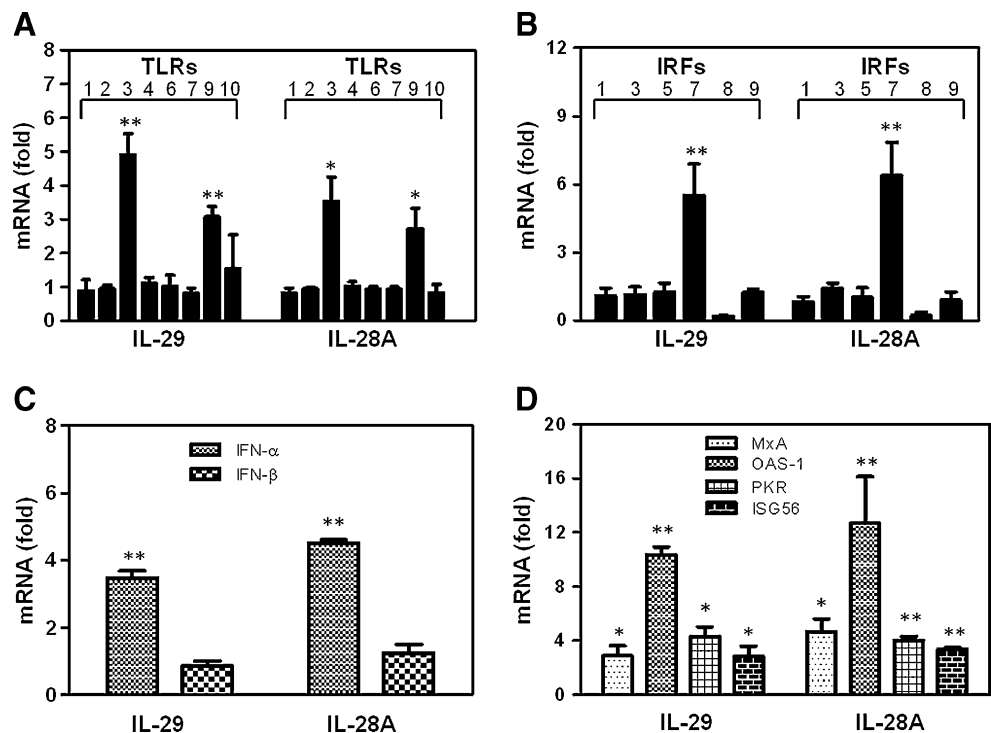 A
mRNA (fold)
8
7
6
5
4
3
2
1
0
TLRs
1 2 3 4 6 7 9 10
TLRs
1 2 3 4 6 7 9 10
**
**
*
*
IL-29
IL-28A
B
mRNA (fold)
12
9
6
3
0
IRFs
1 3 5 7 8 9
IRFs
1 3 5 7 8 9
**
**
IL-29
IL-28A
C
mRNA (fold)
8
6
4
2
0
IFN-α
IFN-β
**
**
IL-29
IL-28A
D
mRNA (fold)
20
16
12
8
4
0
MxA
OAS-1
PKR
ISG56
*
**
*
*
*
**
**
**
IL-29
IL-28A